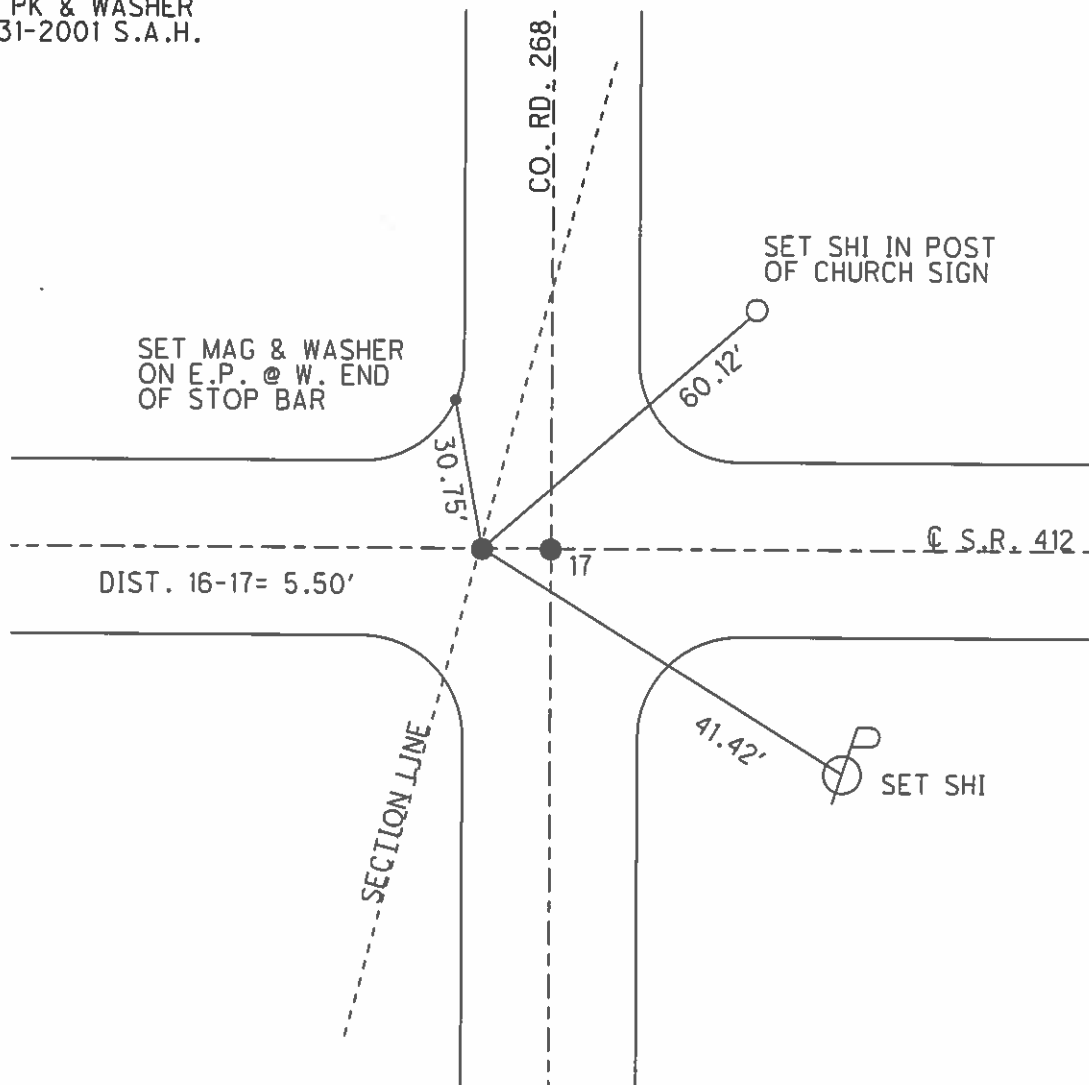 PK & WASHER
31-2001 S.A.H.
CO. RD. 268
SET SHI IN POST
OF CHURCH SIGN
60.12'
SET MAG & WASHER
ON E.P. @ W. END
OF STOP BAR
30.75'
℄ S.R. 412
17
DIST. 16-17= 5.50'
41.42'
P
SET SHI
SECTION LINE